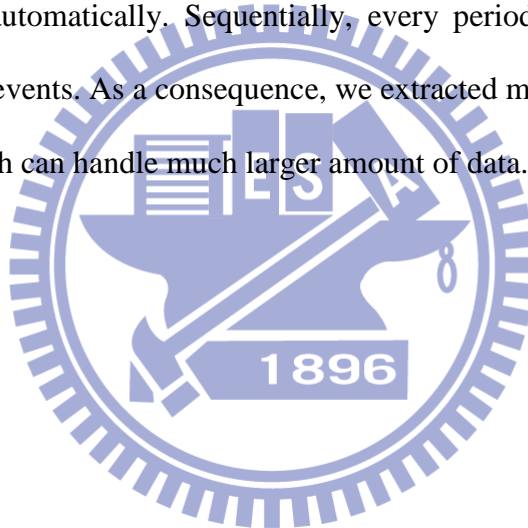 automatically. Sequentially, every period
events. As a consequence, we extracted m
h can handle much larger amount of data.
E S A
1896